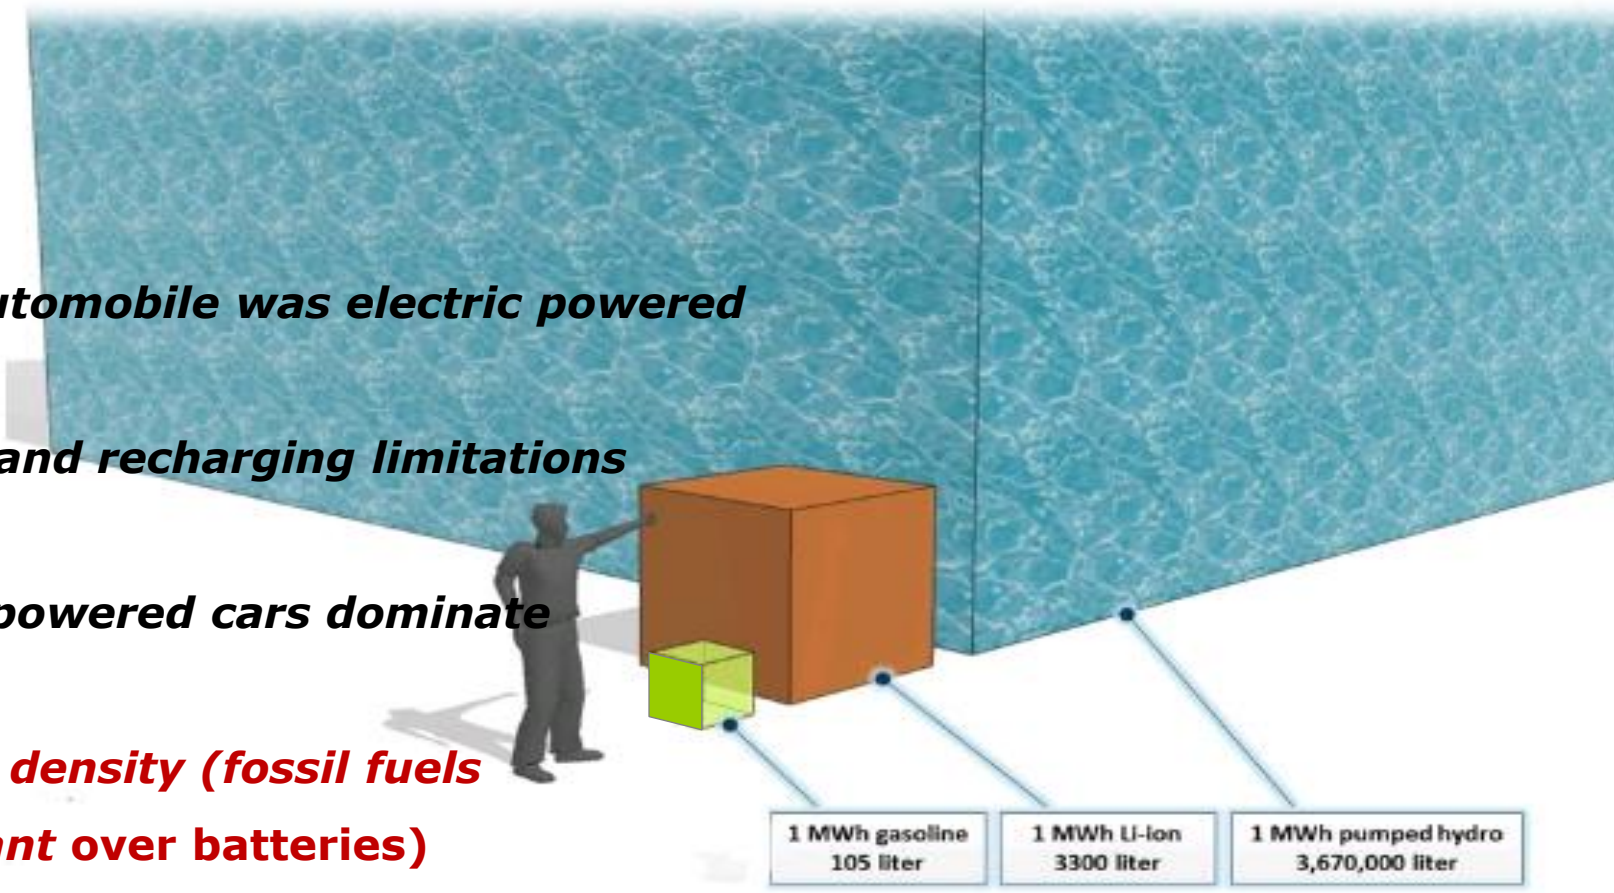 utomobile was electric powered
and recharging limitations
powered cars dominate
density (fossil fuels
ant over batteries)
1 MWh gasoline
105 liter
1 MWh Li-ion
3300 liter
1 MWh pumped hydro
3,670,000 liter